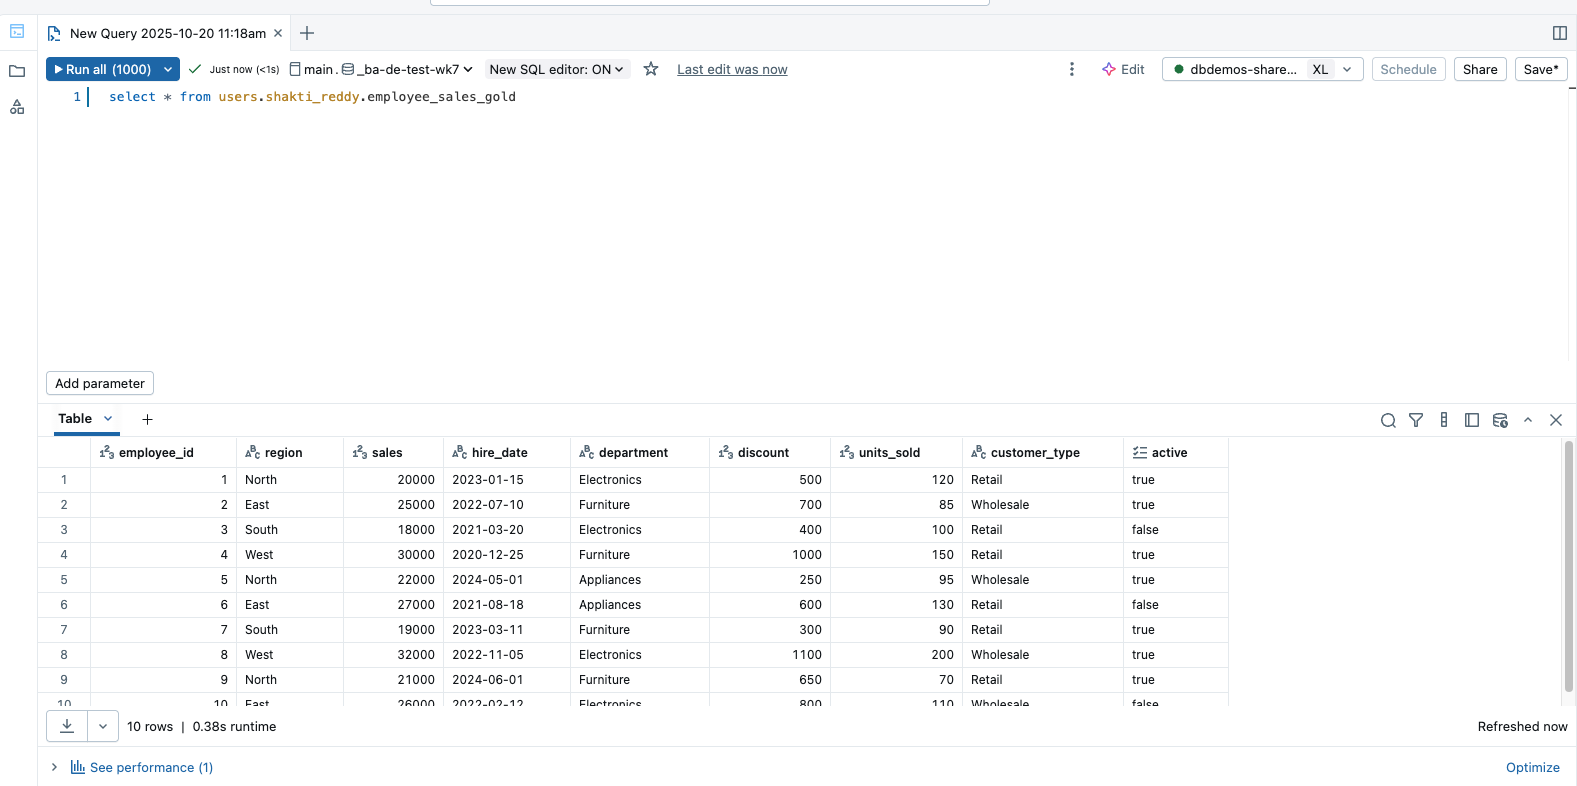 New Query 2025-10-20 11:18am
Run all (1000) Just now (<1s) main. _ba-de-test-wk7 New SQL editor: ON Last edit was now Edit dbdemos-share... XL Schedule Share Save*
1 select * from users.shakti_reddy.employee_sales_gold
Add parameter
Table
employee_id region sales hire_date department discount units_sold customer_type active
1 1 North 20000 2023-01-15 Electronics 500 120 Retail true
2 2 East 25000 2022-07-10 Furniture 700 85 Wholesale true
3 3 South 18000 2021-03-20 Electronics 400 100 Retail false
4 4 West 30000 2020-12-25 Furniture 1000 150 Retail true
5 5 North 22000 2024-05-01 Appliances 250 95 Wholesale true
6 6 East 27000 2021-08-18 Appliances 600 130 Retail false
7 7 South 19000 2023-03-11 Furniture 300 90 Retail true
8 8 West 32000 2022-11-05 Electronics 1100 200 Wholesale true
9 9 North 21000 2024-06-01 Furniture 650 70 Retail true
10 10 East 26000 2022-02-12 Electronics 800 110 Wholesale false
10 rows | 0.38s runtime Refreshed now
See performance (1) Optimize